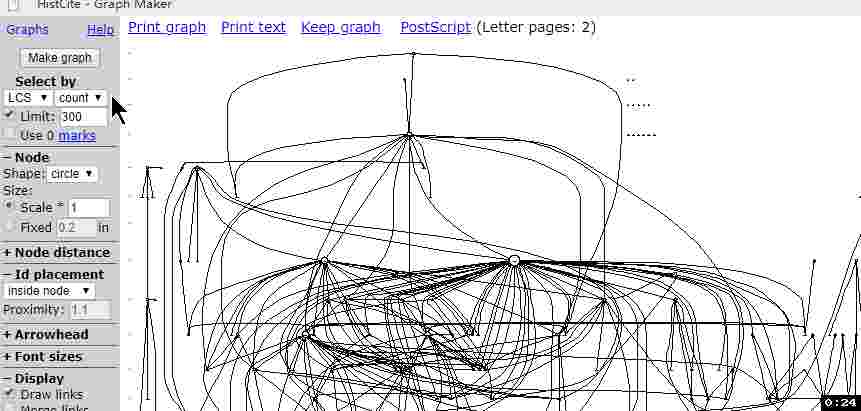 HistCite - Graph Maker
Graphs Help
Print graph Print text Keep graph PostScript (Letter pages: 2)
Make graph
Select by
LCS count
Limit: 300
Use 0 marks
− Node
Shape: circle
Size:
Scale * 1
Fixed 0.2 in
+ Node distance
− Id placement
inside node
Proximity: 1.1
+ Arrowhead
+ Font sizes
− Display
Draw links
Merge links
0:24